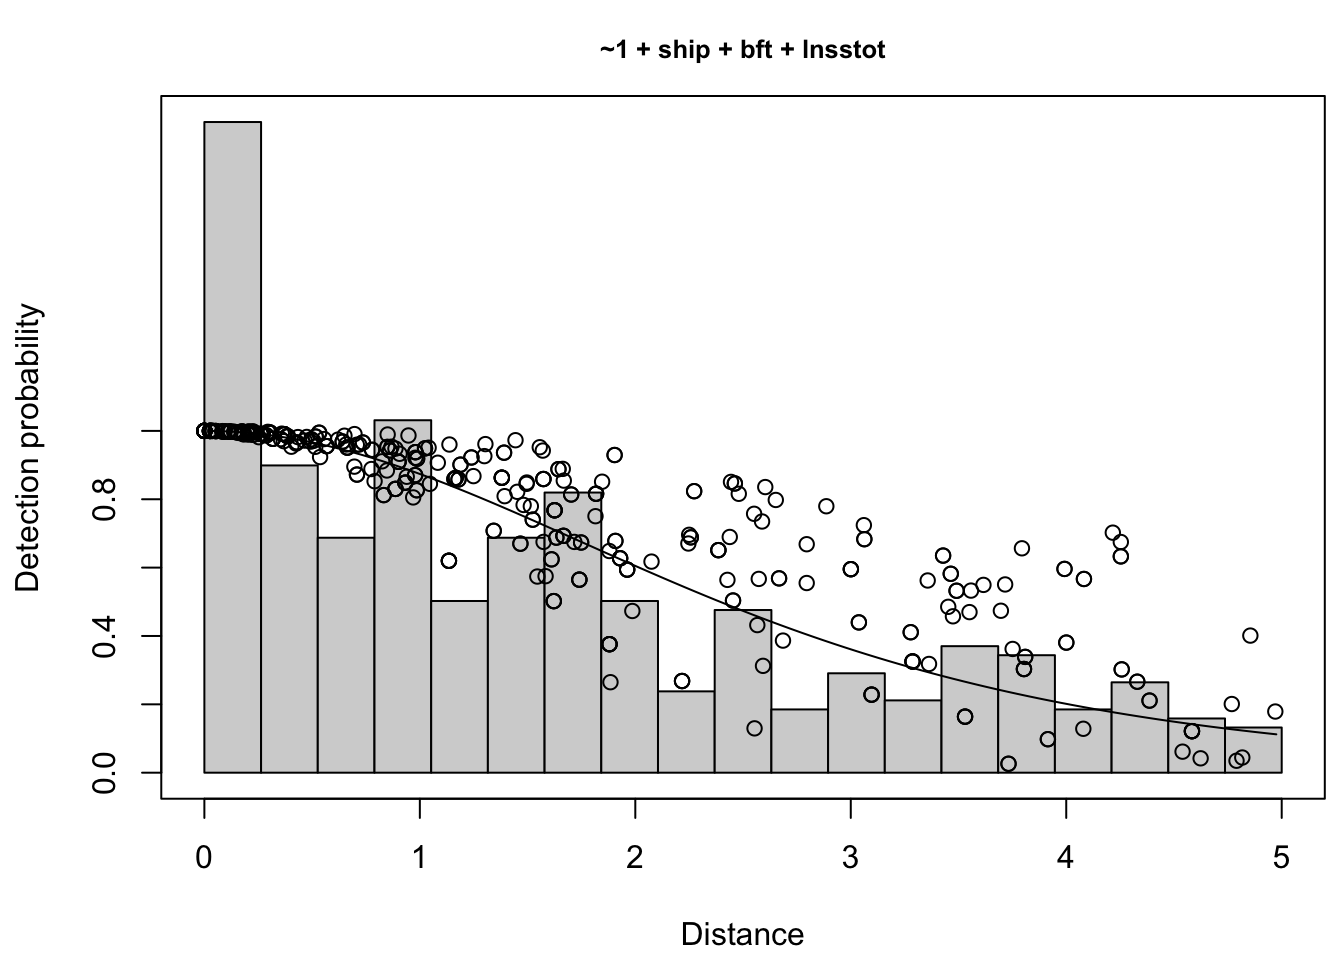 ~1 + ship + bft + lnsstot
Detection probability
0.8
0.4
0.0
0 1 2 3 4 5
Distance